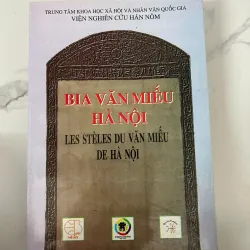 TRUNG TÂM KHOA HỌC XÃ HỘI VÀ NHÂN VĂN QUỐC GIA
VIỆN NGHIÊN CỨU HÁN NÔM
BIA VĂN MIẾU
HÀ NỘI
LES STÈLES DU VĂN MIẾU
DE HÀ NỘI